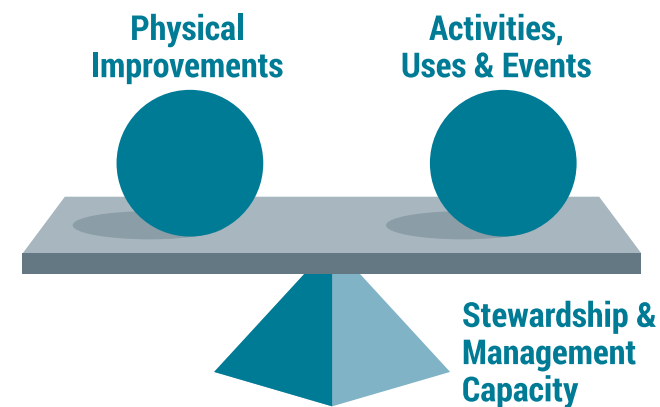 Physical
Improvements
Activities,
Uses & Events
Stewardship &
Management
Capacity